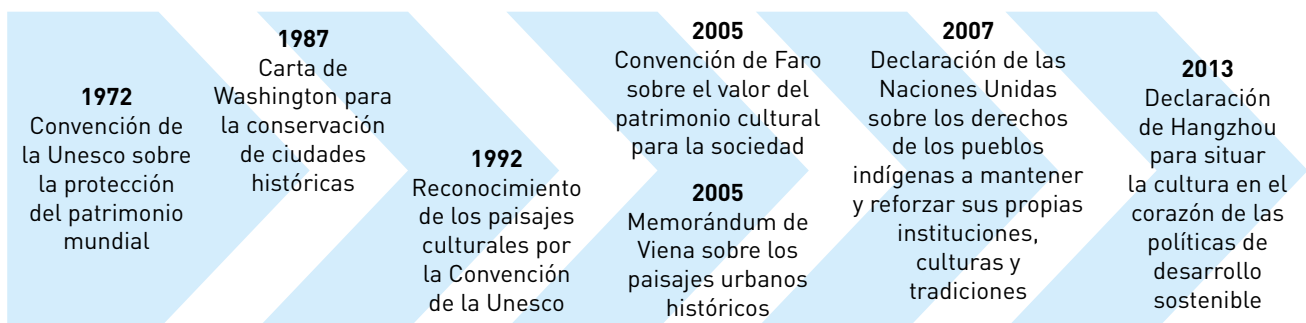 1972
Convención de
la Unesco sobre
la protección
del patrimonio
mundial
1987
Carta de
Washington para
la conservación
de ciudades
históricas
1992
Reconocimiento
de los paisajes
culturales por
la Convención
de la Unesco
2005
Convención de Faro
sobre el valor del
patrimonio cultural
para la sociedad
2005
Memorándum de
Viena sobre los
paisajes urbanos
históricos
2007
Declaración de las
Naciones Unidas
sobre los derechos
de los pueblos
indígenas a mantener
y reforzar sus propias
instituciones,
culturas y
tradiciones
2013
Declaración
de Hangzhou
para situar
la cultura en el
corazón de las
políticas de
desarrollo
sostenible